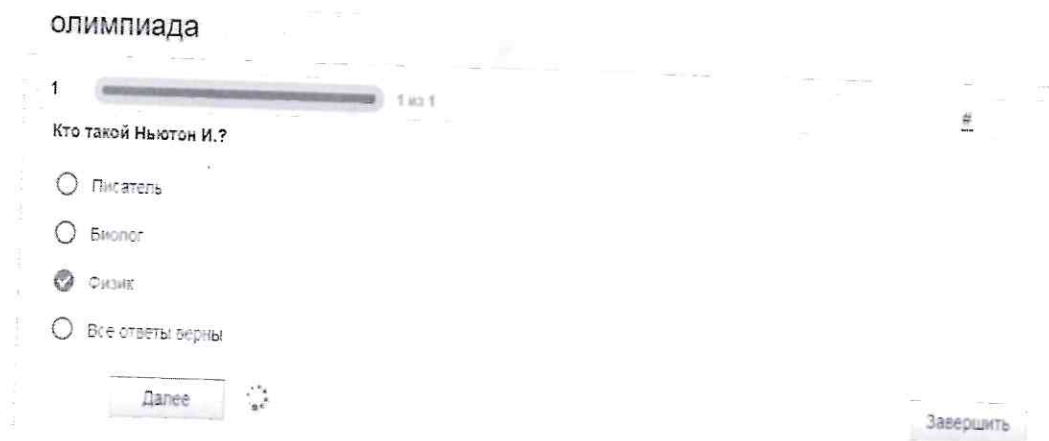 олимпиада
1 1 из 1
#
Кто такой Ньютон И.?
Писатель
Биолог
Физик
Все ответы верны
Далее
Завершить